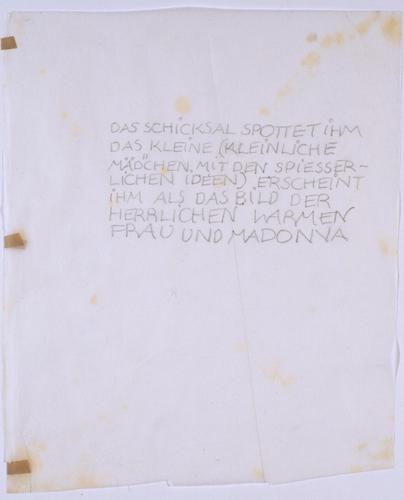 DAS SCHICKSAL SPOTTET IHM
DAS KLEINE (KLEINLICHE
MÄDCHEN, MIT DEN SPIESSER-
LICHEN IDEEN) ERSCHEINT
IHM ALS DAS BILD DER
HERRLICHEN WARMEN
FRAU UND MADONNA